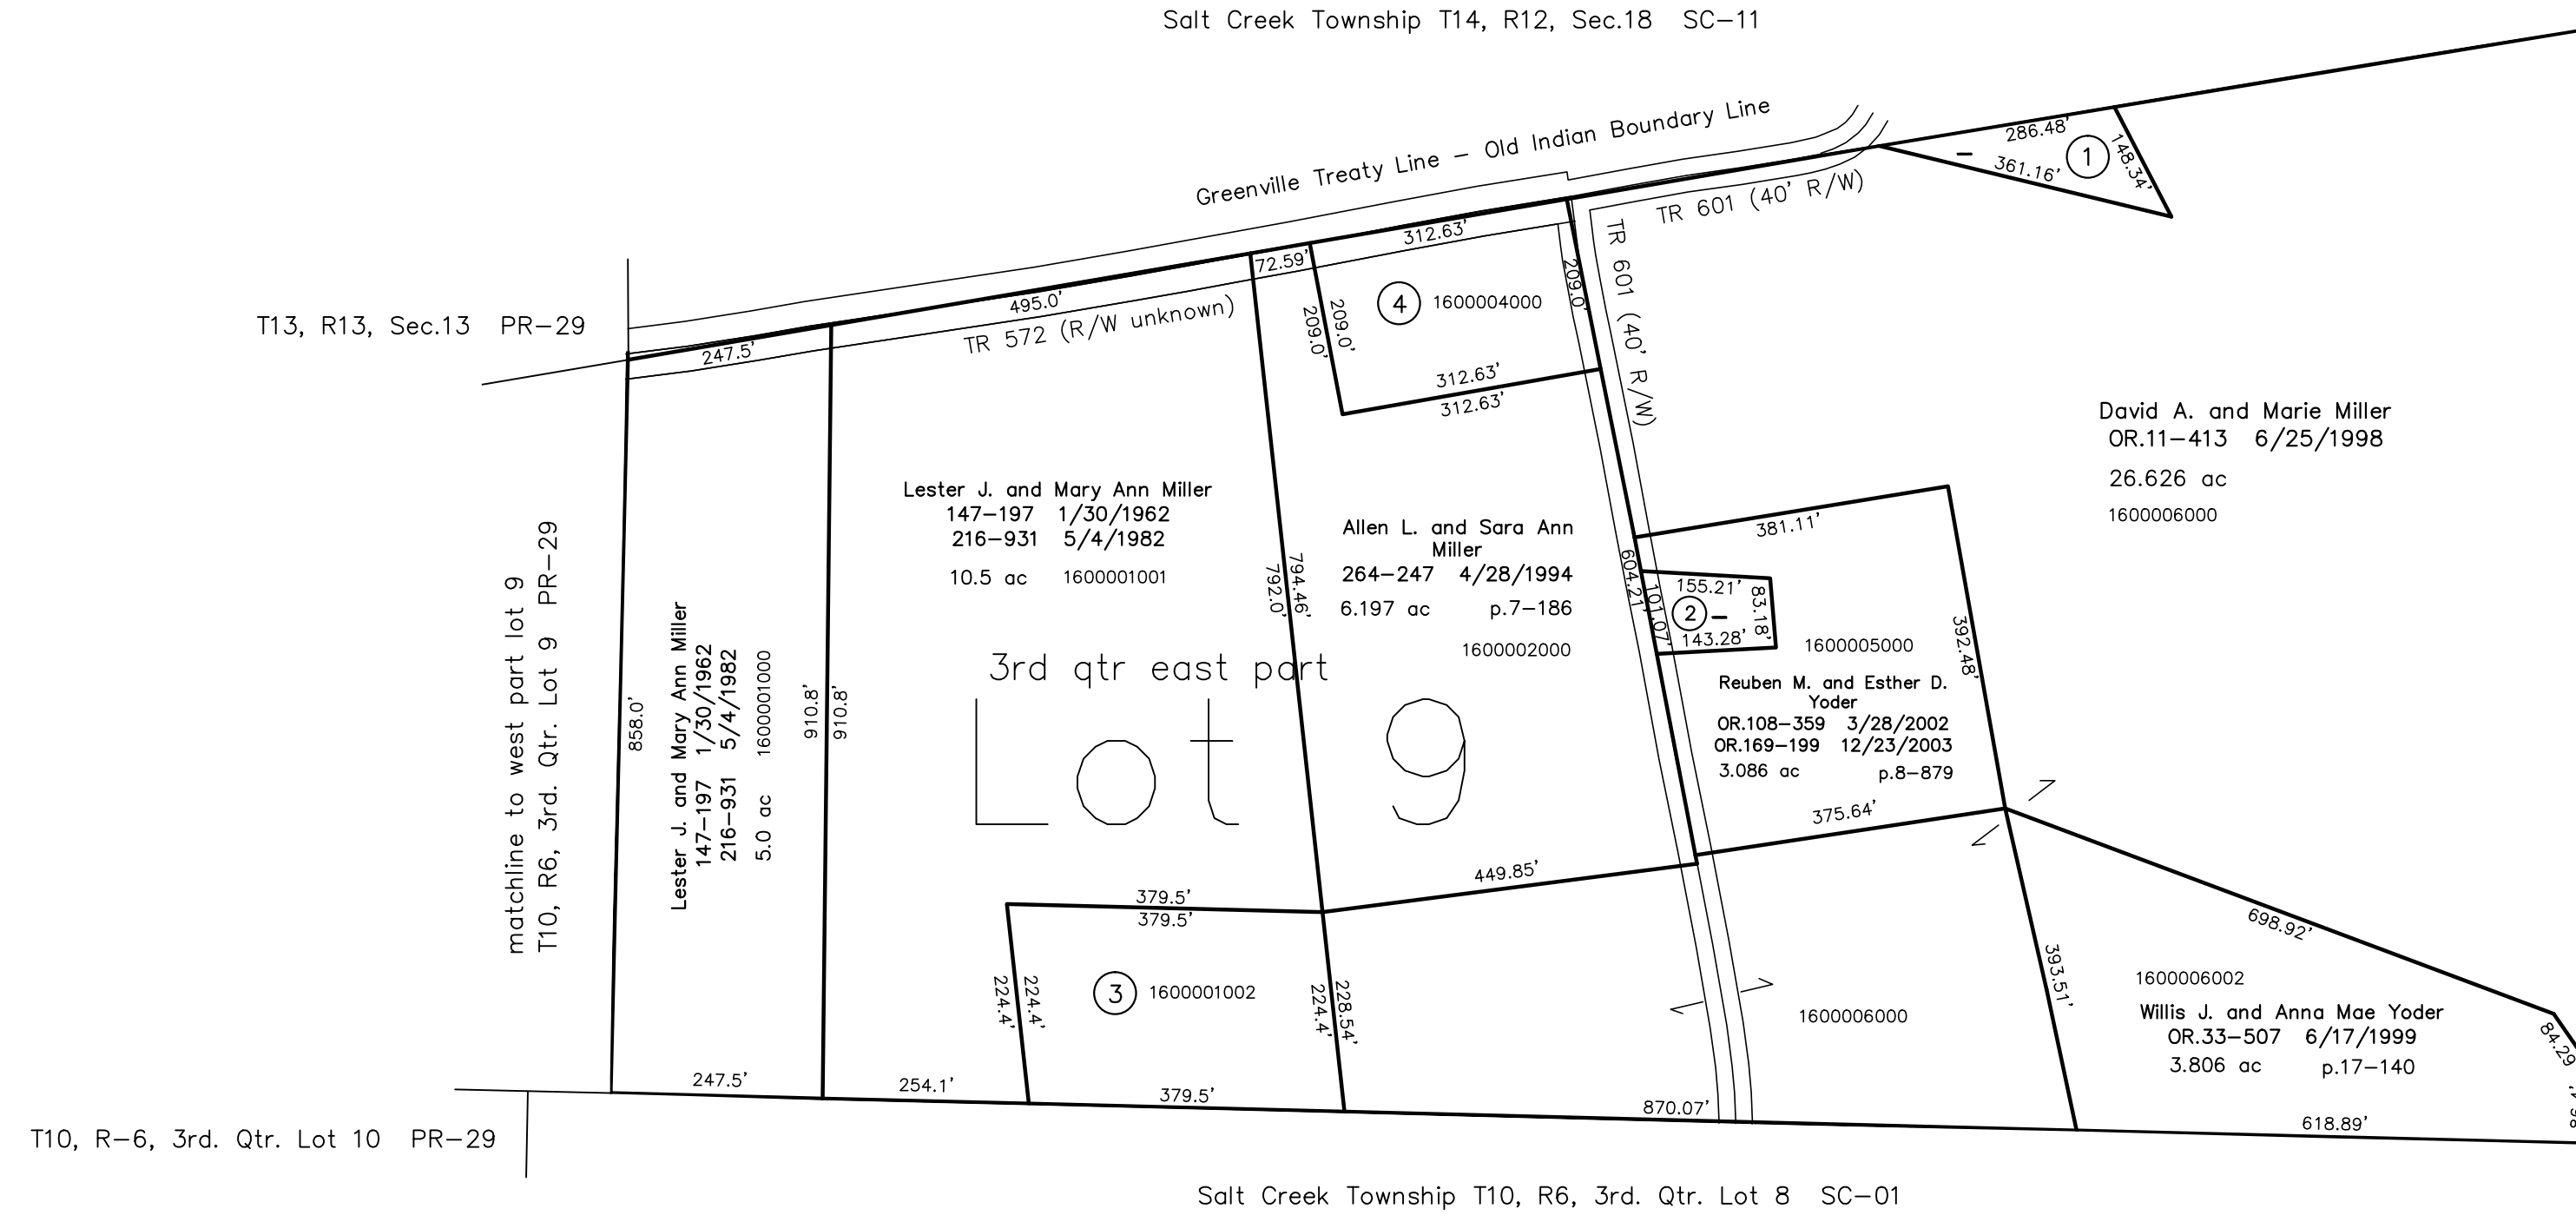 Salt Creek Township T14, R12, Sec.18 SC-11
Greenville Treaty Line - Old Indian Boundary Line
286.48'
1
361.16'
148.34'
TR 601 (40' R/W)
TR 601 (40' R/W)
T13, R13, Sec.13 PR-29
247.5'
495.0'
TR 572 (R/W unknown)
72.59'
312.63'
209.0'
209.0'
4
1600004000
209.0'
312.63'
312.63'
David A. and Marie Miller
OR.11-413 6/25/1998
26.626 ac
1600006000
matchline to west part lot 9
T10, R6, 3rd. Qtr. Lot 9 PR-29
858.0'
Lester J. and Mary Ann Miller
147-197 1/30/1962
216-931 5/4/1982
5.0 ac 1600001000
910.8'
910.8'
Lester J. and Mary Ann Miller
147-197 1/30/1962
216-931 5/4/1982
10.5 ac 1600001001
792.0'
794.46'
Allen L. and Sara Ann
Miller
264-247 4/28/1994
6.197 ac p.7-186
1600002000
3rd qtr east part
Lot 9
604.21'
381.11'
155.21'
101.07'
2
83.18'
143.28'
1600005000
392.48'
Reuben M. and Esther D.
Yoder
OR.108-359 3/28/2002
OR.169-199 12/23/2003
3.086 ac p.8-879
375.64'
449.85'
379.5'
379.5'
224.4'
224.4'
3
1600001002
224.4'
228.54'
1600006000
393.51'
698.92'
1600006002
Willis J. and Anna Mae Yoder
OR.33-507 6/17/1999
3.806 ac p.17-140
84.29
247.5'
254.1'
379.5'
870.07'
618.89'
T10, R-6, 3rd. Qtr. Lot 10 PR-29
Salt Creek Township T10, R6, 3rd. Qtr. Lot 8 SC-01